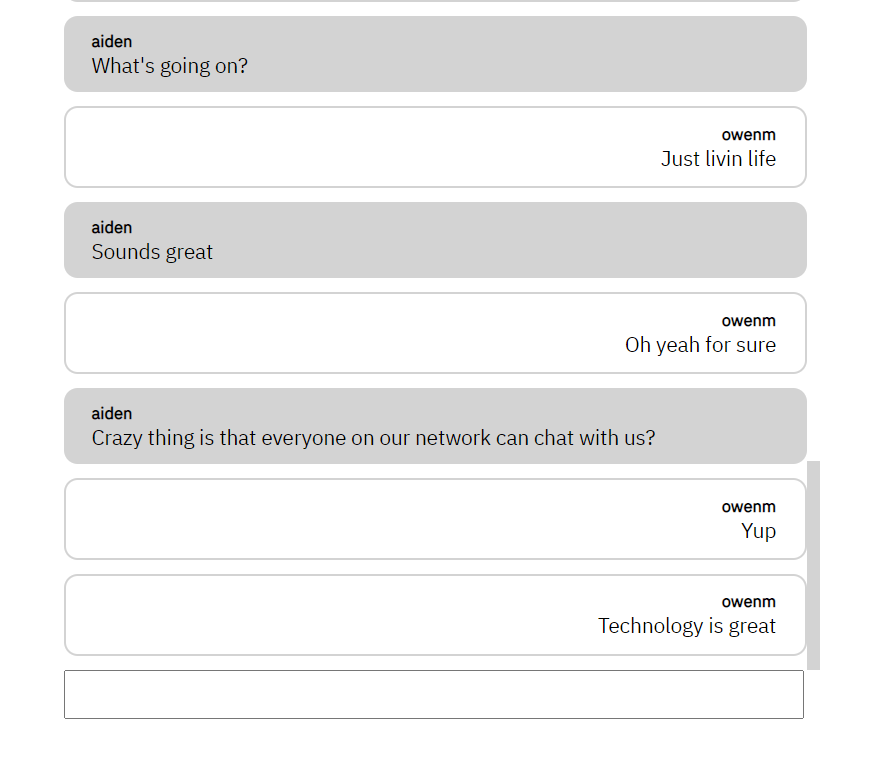 aiden
What's going on?
owenm
Just livin life
aiden
Sounds great
owenm
Oh yeah for sure
aiden
Crazy thing is that everyone on our network can chat with us?
owenm
Yup
owenm
Technology is great